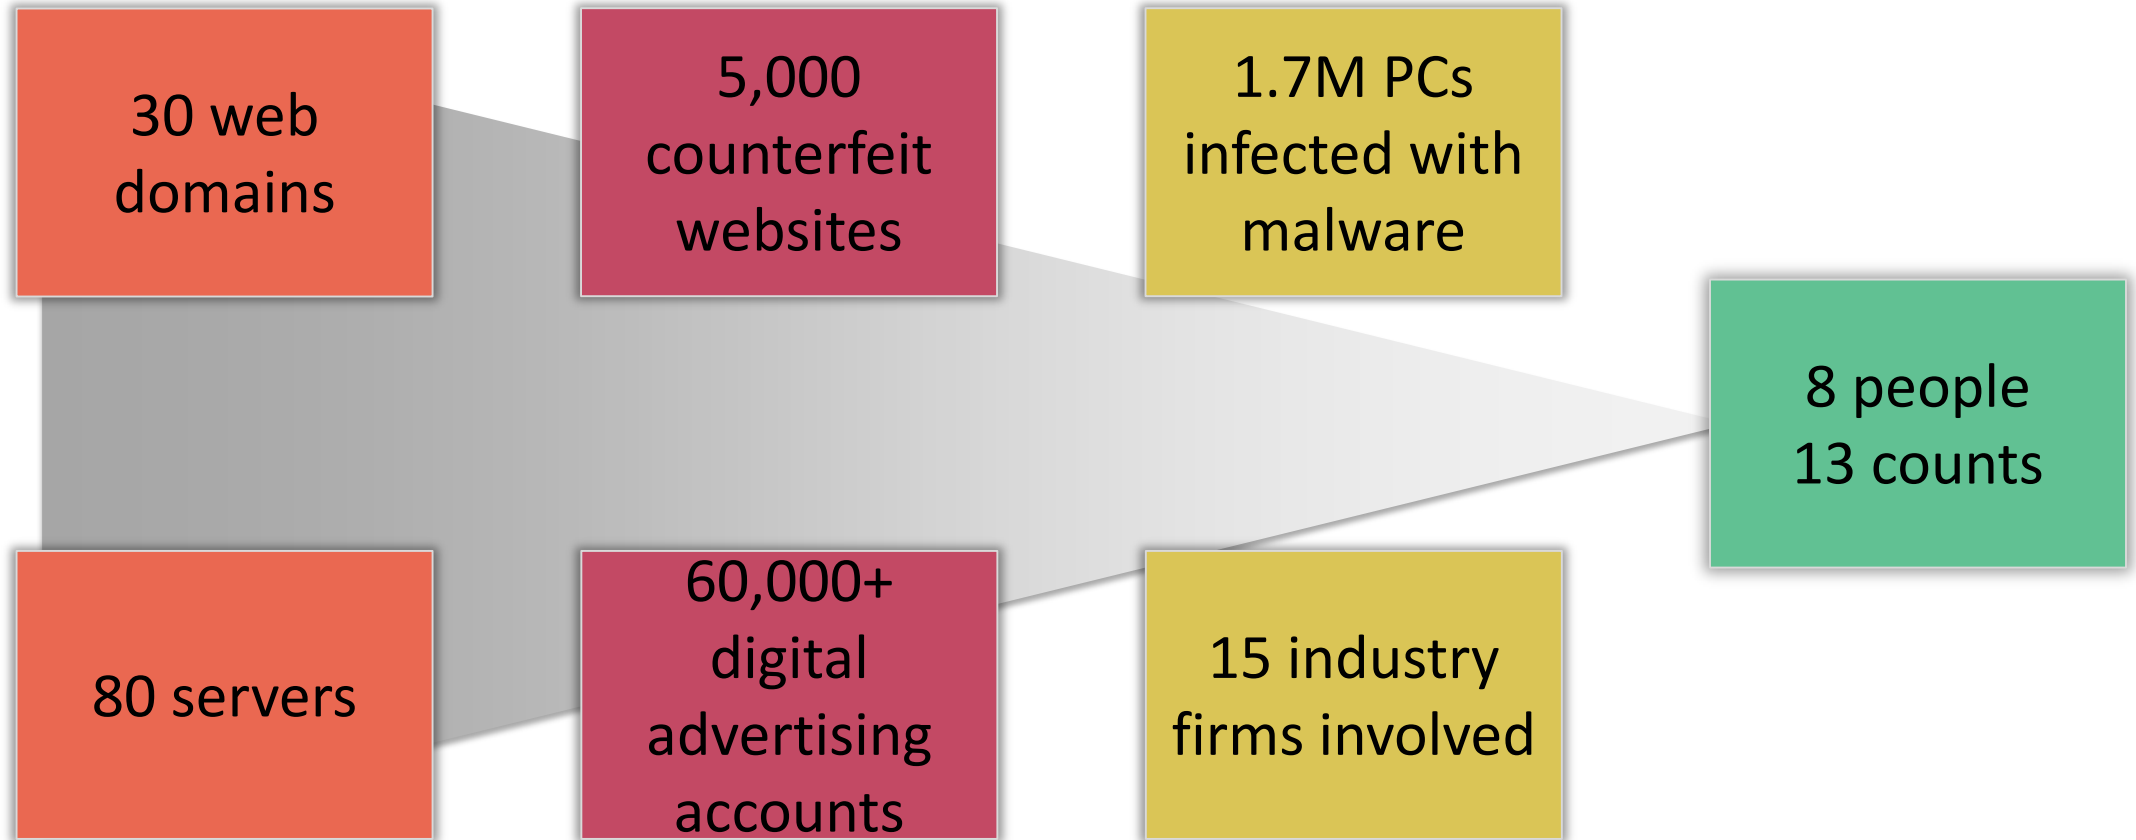 30 web
domains
5,000
counterfeit
websites
1.7M PCs
infected with
malware
8 people
13 counts
80 servers
60,000+
digital
advertising
accounts
15 industry
firms involved